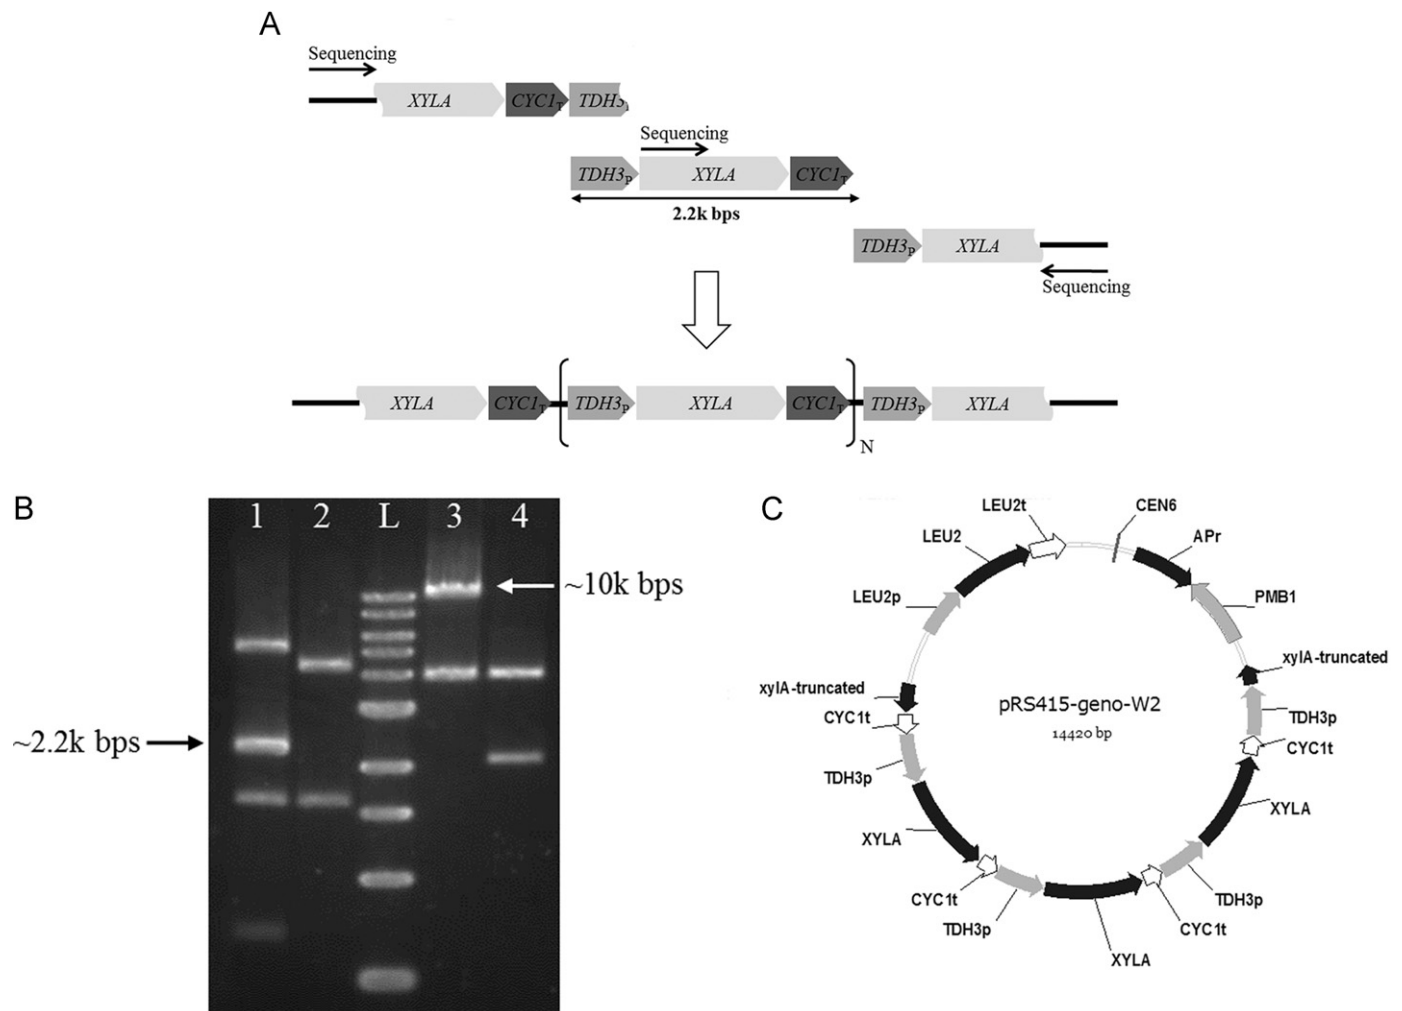 A
Sequencing
XYLA CYC1T TDH3
Sequencing
TDH3P XYLA CYC1T
2.2k bps
TDH3P XYLA
Sequencing
XYLA CYC1T TDH3P XYLA CYC1T TDH3P XYLA
N
B
1 2 L 3 4
~10k bps
~2.2k bps
C
LEU2t
CEN6
LEU2
APr
LEU2p
PMB1
xylA-truncated
xylA-truncated
CYC1t
TDH3p
pRS415-geno-W2
14420 bp
CYC1t
TDH3p
XYLA
XYLA
CYC1t
TDH3p
TDH3p
CYC1t
XYLA